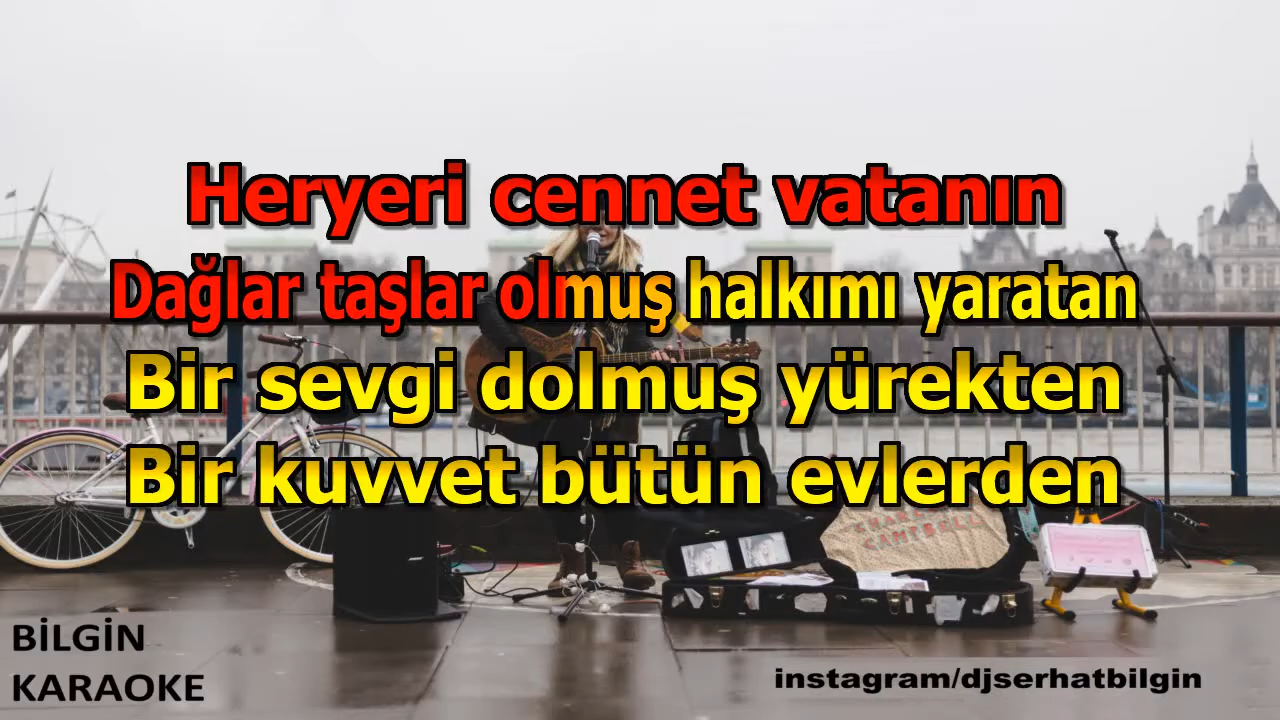 Heryeri cennet vatanın
Dağlar taşlar olmuş halkımı yaratan
Bir sevgi dolmuş yürekten
Bir kuvvet bütün evlerden
CAMPBELL
BİLGİN
KARAOKE
instagram/djserhatbilgin